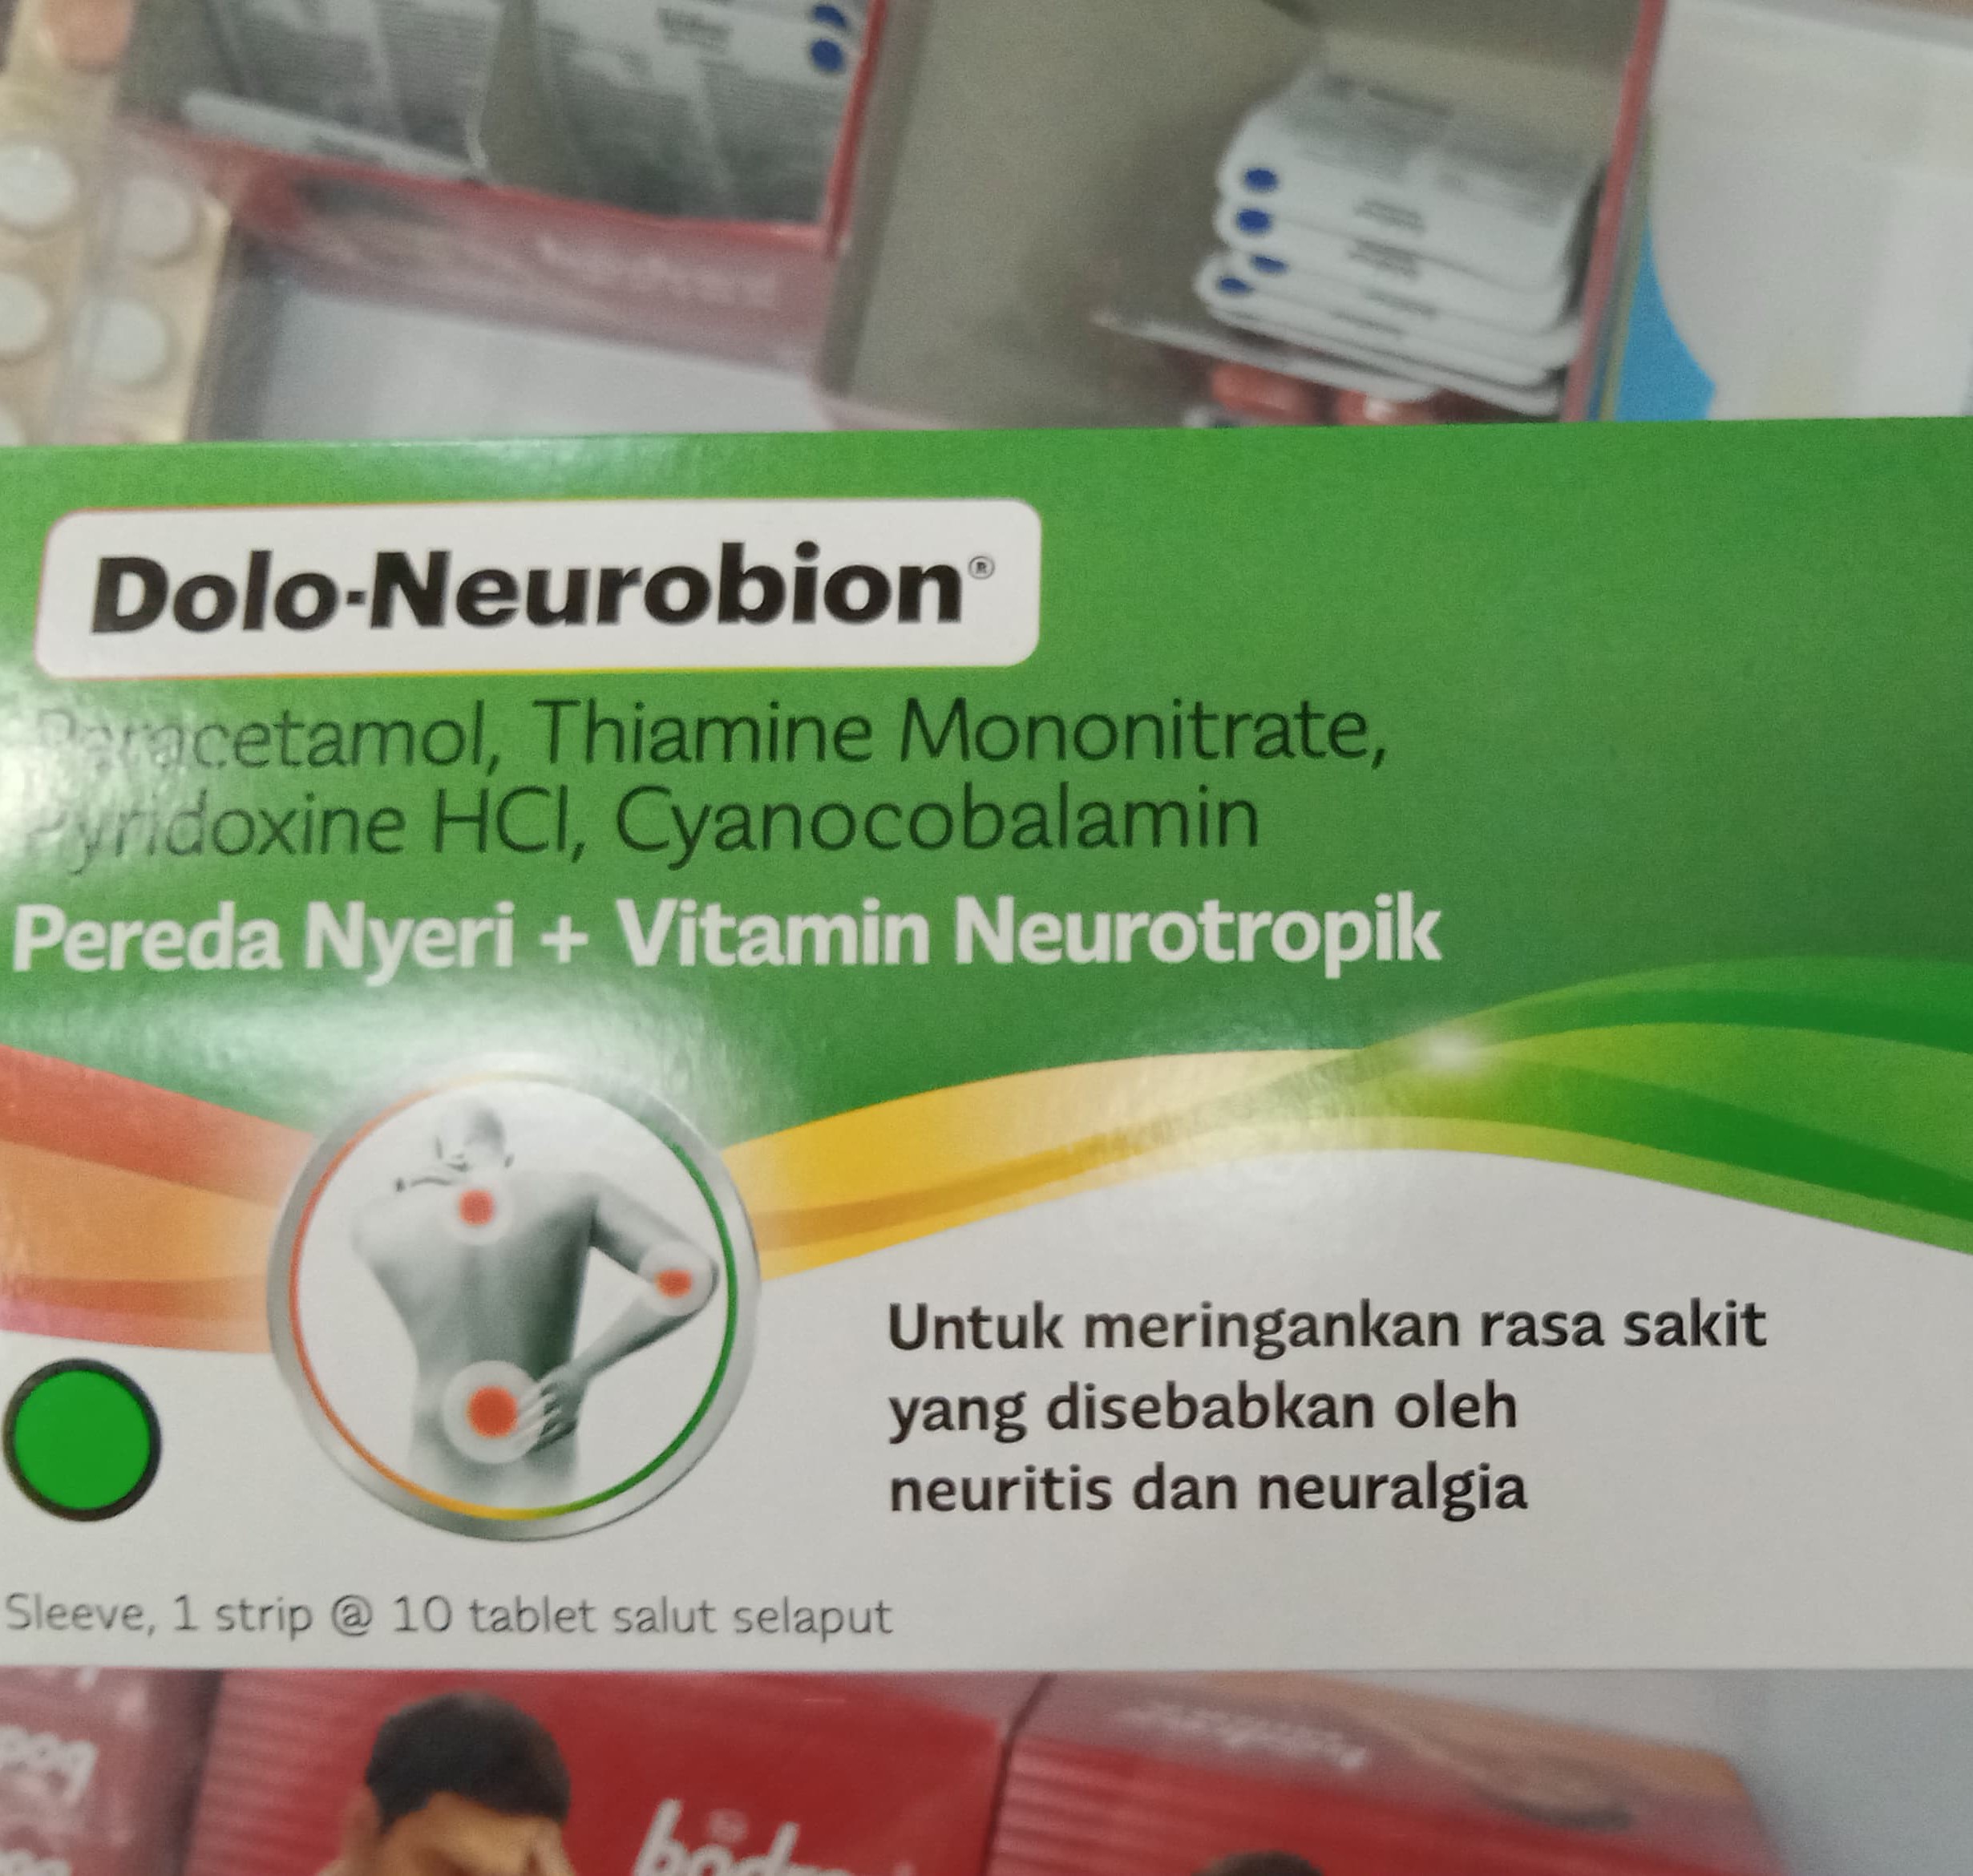 Dolo-Neurobion®
Paracetamol, Thiamine Mononitrate,
Pyridoxine HCl, Cyanocobalamin
Pereda Nyeri + Vitamin Neurotropik
Untuk meringankan rasa sakit
yang disebabkan oleh
neuritis dan neuralgia
Sleeve, 1 strip @ 10 tablet salut selaput